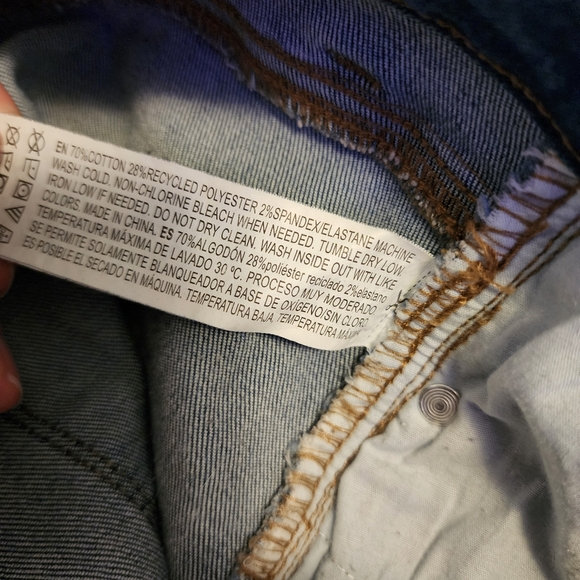 EN 70%COTTON 28%RECYCLED POLYESTER 2%SPANDEX/ELASTANE MACHINE
WASH COLD. NON-CHLORINE BLEACH WHEN NEEDED. TUMBLE DRY LOW.
IRON LOW IF NEEDED. DO NOT DRY CLEAN. WASH INSIDE OUT WITH LIKE
COLORS. MADE IN CHINA. ES 70%ALGODÓN 28%poliéster reciclado 2%elastano
TEMPERATURA MÁXIMA DE LAVADO 30 °C. PROCESO MUY MODERADO
SE PERMITE SOLAMENTE BLANQUEADOR A BASE DE OXÍGENO/SIN CLORO
ES POSIBLE EL SECADO EN MÁQUINA, TEMPERATURA BAJA. TEMPERATURA